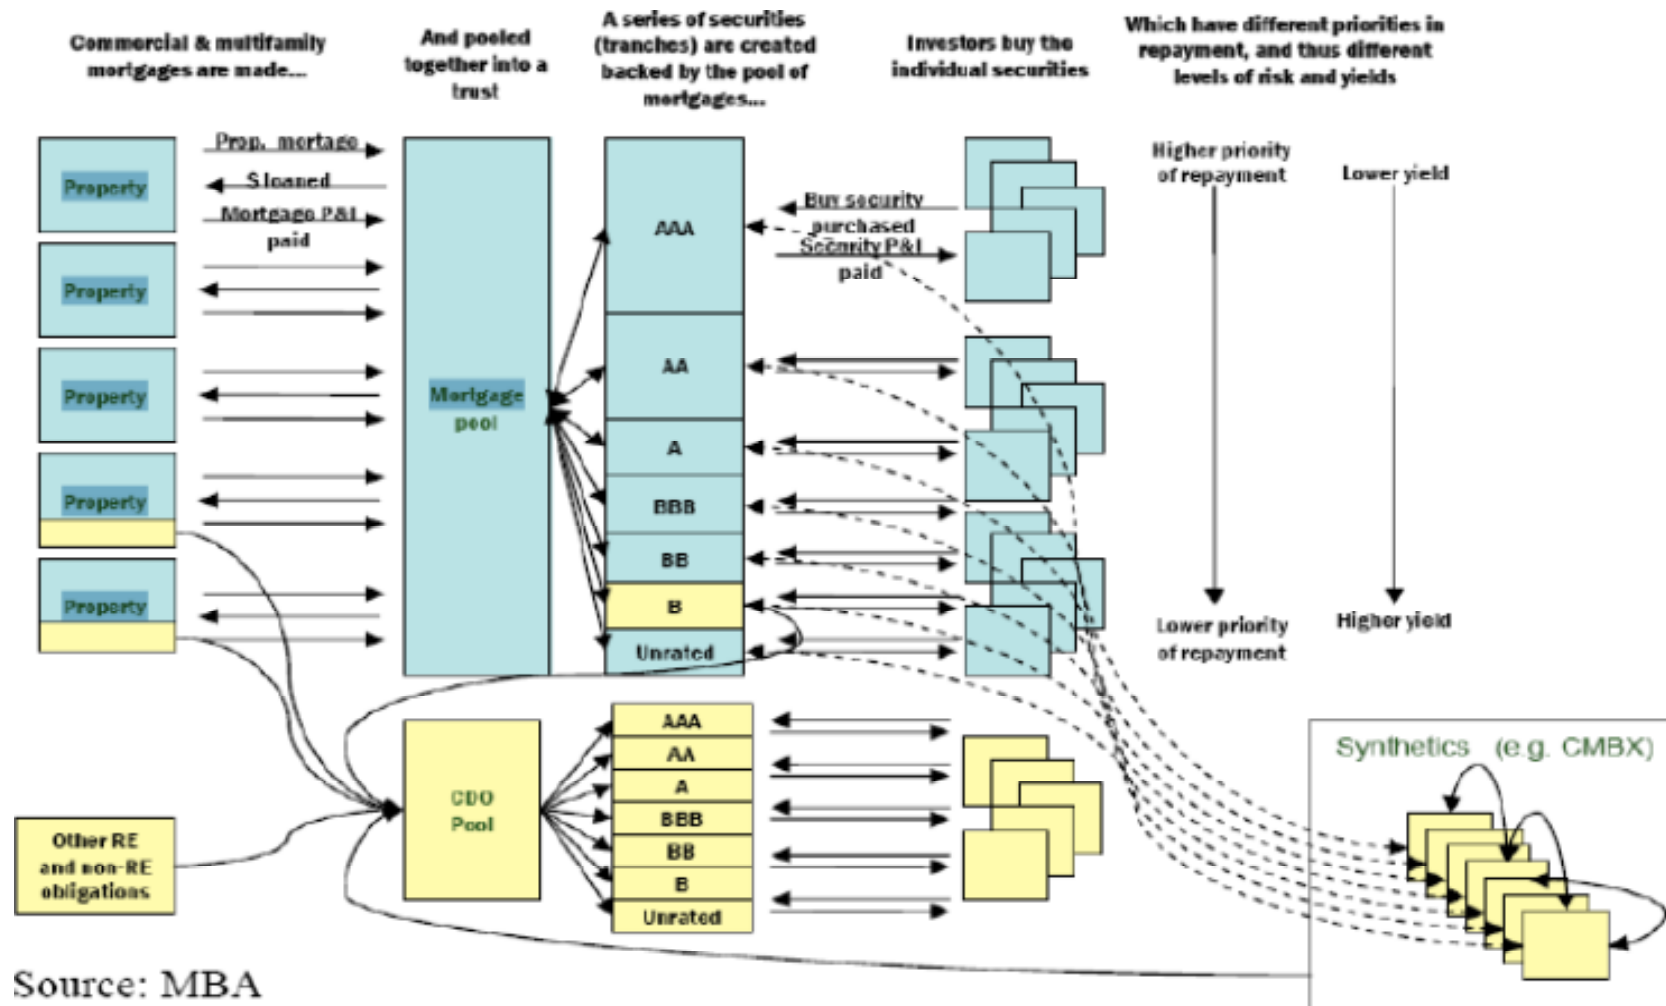 Commercial & multifamily
mortgages are made...
And pooled
together into a
trust
A series of securities
(tranches) are created
backed by the pool of
mortgages...
Investors buy the
individual securities
Which have different priorities in
repayment, and thus different
levels of risk and yields
Property
Property
Property
Property
Property
Prop. mortage
$ loaned
Mortgage P&I
paid
Mortgage
pool
AAA
AA
A
BBB
BB
B
Unrated
Buy security
purchased
Security P&I
paid
Higher priority
of repayment
Lower yield
Lower priority
of repayment
Higher yield
Other RE
and non-RE
obligations
CDO
Pool
AAA
AA
A
BBB
BB
B
Unrated
Synthetics (e.g. CMBX)
Source: MBA